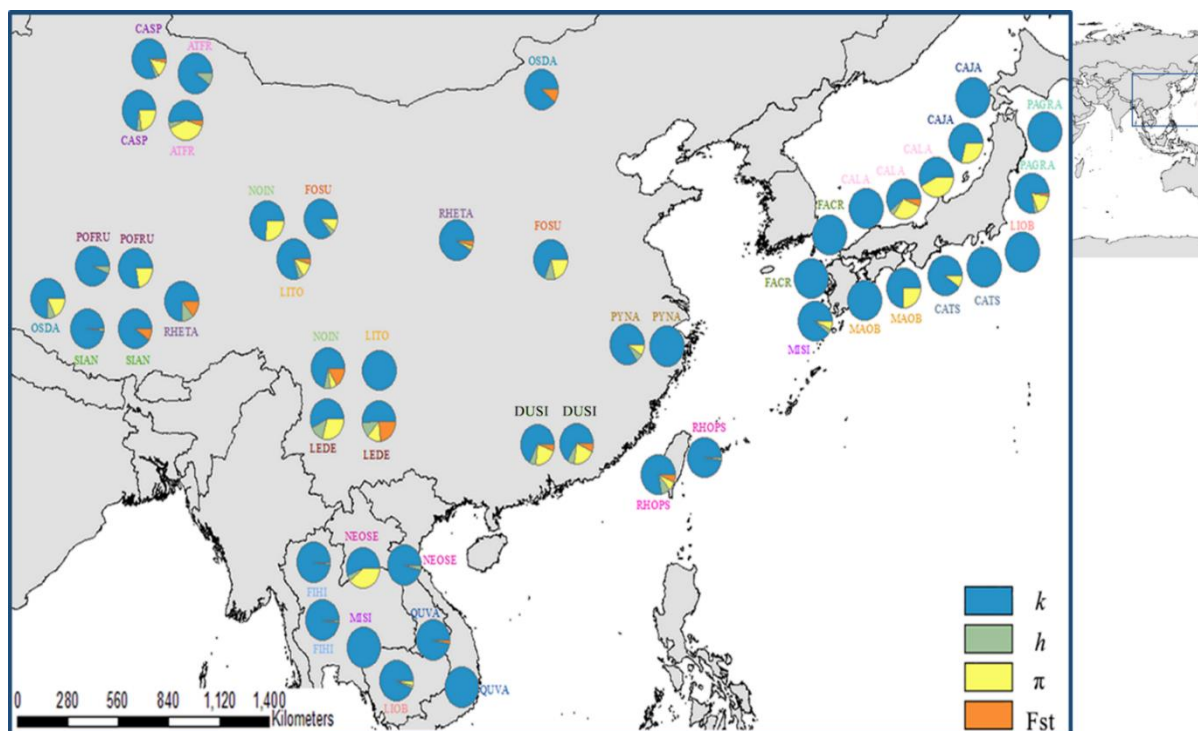 CASP
ATFR
CASP
ATFR
OSDA
CAJA
CAJA
PAGRA
PAGRA
CALA
CALA
CALA
FACR
FACR
LIOB
CATS
CATS
MAOB
MAOB
MISI
NOIN
FOSU
LITO
RHETA
FOSU
POFRU
POFRU
OSDA
SIAN
SIAN
RHETA
NOIN
LITO
LEDE
LEDE
PYNA
PYNA
DUSI
DUSI
RHOPS
RHOPS
NEOSE
NEOSE
FIHI
FIHI
MISI
QUVA
QUVA
LIOB
k
h
π
Fst
0 280 560 840 1,120 1,400
Kilometers